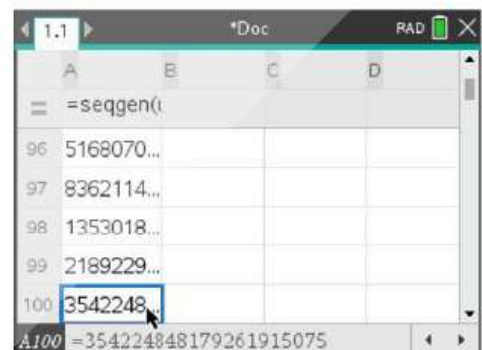 1.1 *Doc RAD
A B C D
= =seqgen(u
96 5168070...
97 8362114...
98 1353018...
99 2189229...
100 3542248...
A100 =354224848179261915075